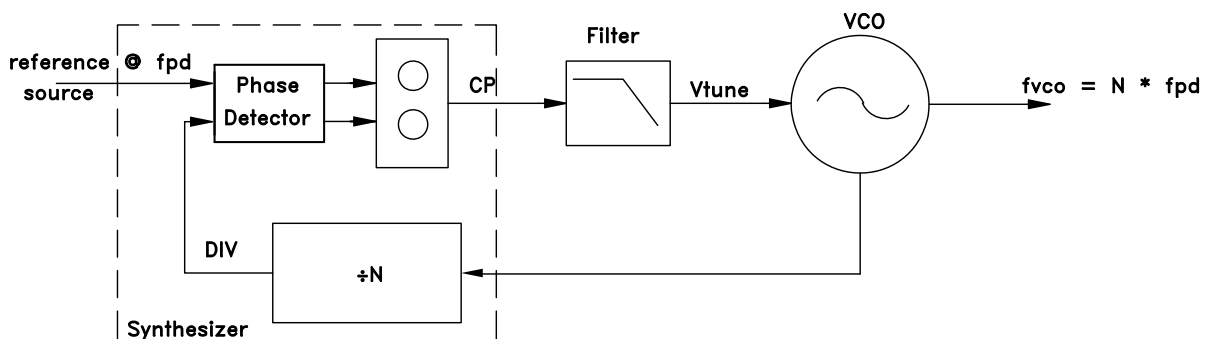 VCO
Filter
reference @ fpd
source
Phase
Detector
CP
Vtune
fvco = N * fpd
DIV
÷N
Synthesizer